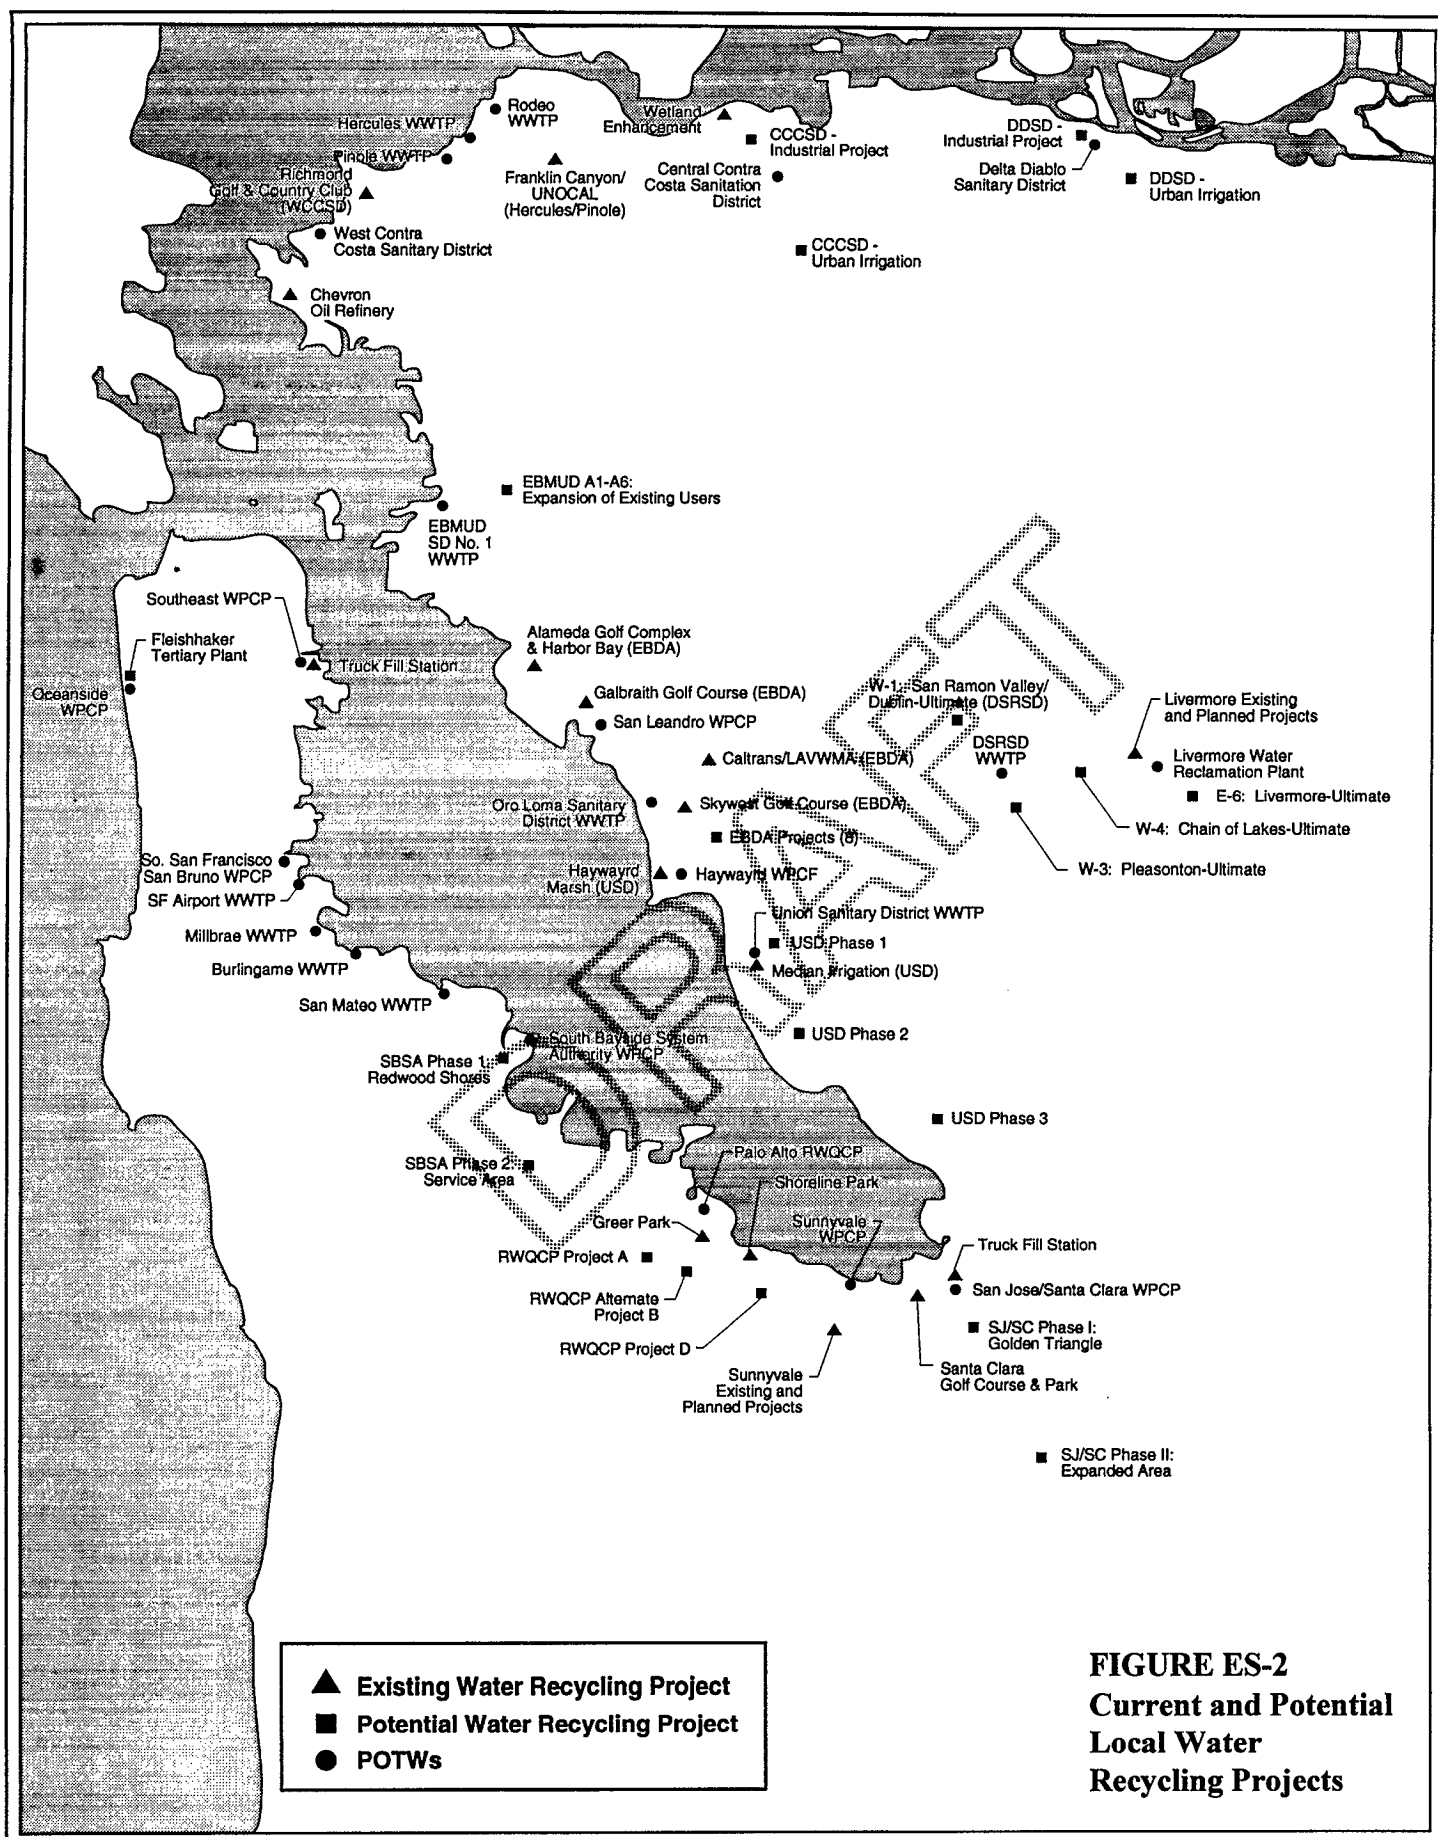 Rodeo
WWTP
Hercules WWTP
Pinole WWTP
Richmond
Golf & Country Club
(WCCSD)
West Contra
Costa Sanitary District
Chevron
Oil Refinery
Franklin Canyon/
UNOCAL
(Hercules/Pinole)
Wetland
Enhancement
CCCSD -
Industrial Project
Central Contra
Costa Sanitation
District
CCCSD -
Urban Irrigation
DDSD -
Industrial Project
Delta Diablo
Sanitary District
DDSD -
Urban Irrigation
EBMUD A1-A6:
Expansion of Existing Users
EBMUD
SD No. 1
WWTP
Southeast WPCP
Fleishhaker
Tertiary Plant
Truck Fill Station
Oceanside
WPCP
Alameda Golf Complex
& Harbor Bay (EBDA)
Galbraith Golf Course (EBDA)
San Leandro WPCP
Caltrans/LAVWMA (EBDA)
Oro Loma Sanitary
District WWTP
Skywest Golf Course (EBDA)
EBDA Projects (8)
Haywayrd
Marsh (USD)
Haywayrd WPCF
W-1: San Ramon Valley/
Dublin-Ultimate (DSRSD)
DSRSD
WWTP
Livermore Existing
and Planned Projects
Livermore Water
Reclamation Plant
E-6: Livermore-Ultimate
W-4: Chain of Lakes-Ultimate
W-3: Pleasonton-Ultimate
So. San Francisco
San Bruno WPCP
SF Airport WWTP
Millbrae WWTP
Burlingame WWTP
San Mateo WWTP
Union Sanitary District WWTP
USD Phase 1
Median Irrigation (USD)
USD Phase 2
USD Phase 3
South Bayside System
Authority WPCP
SBSA Phase 1:
Redwood Shores
SBSA Phase 2:
Service Area
Palo Alto RWQCP
Shoreline Park
Greer Park
Sunnyvale
WPCP
RWQCP Project A
RWQCP Alternate
Project B
RWQCP Project D
Sunnyvale
Existing and
Planned Projects
Truck Fill Station
San Jose/Santa Clara WPCP
SJ/SC Phase I:
Golden Triangle
Santa Clara
Golf Course & Park
SJ/SC Phase II:
Expanded Area
DRAFT
Existing Water Recycling Project
Potential Water Recycling Project
POTWs
FIGURE ES-2
Current and Potential
Local Water
Recycling Projects